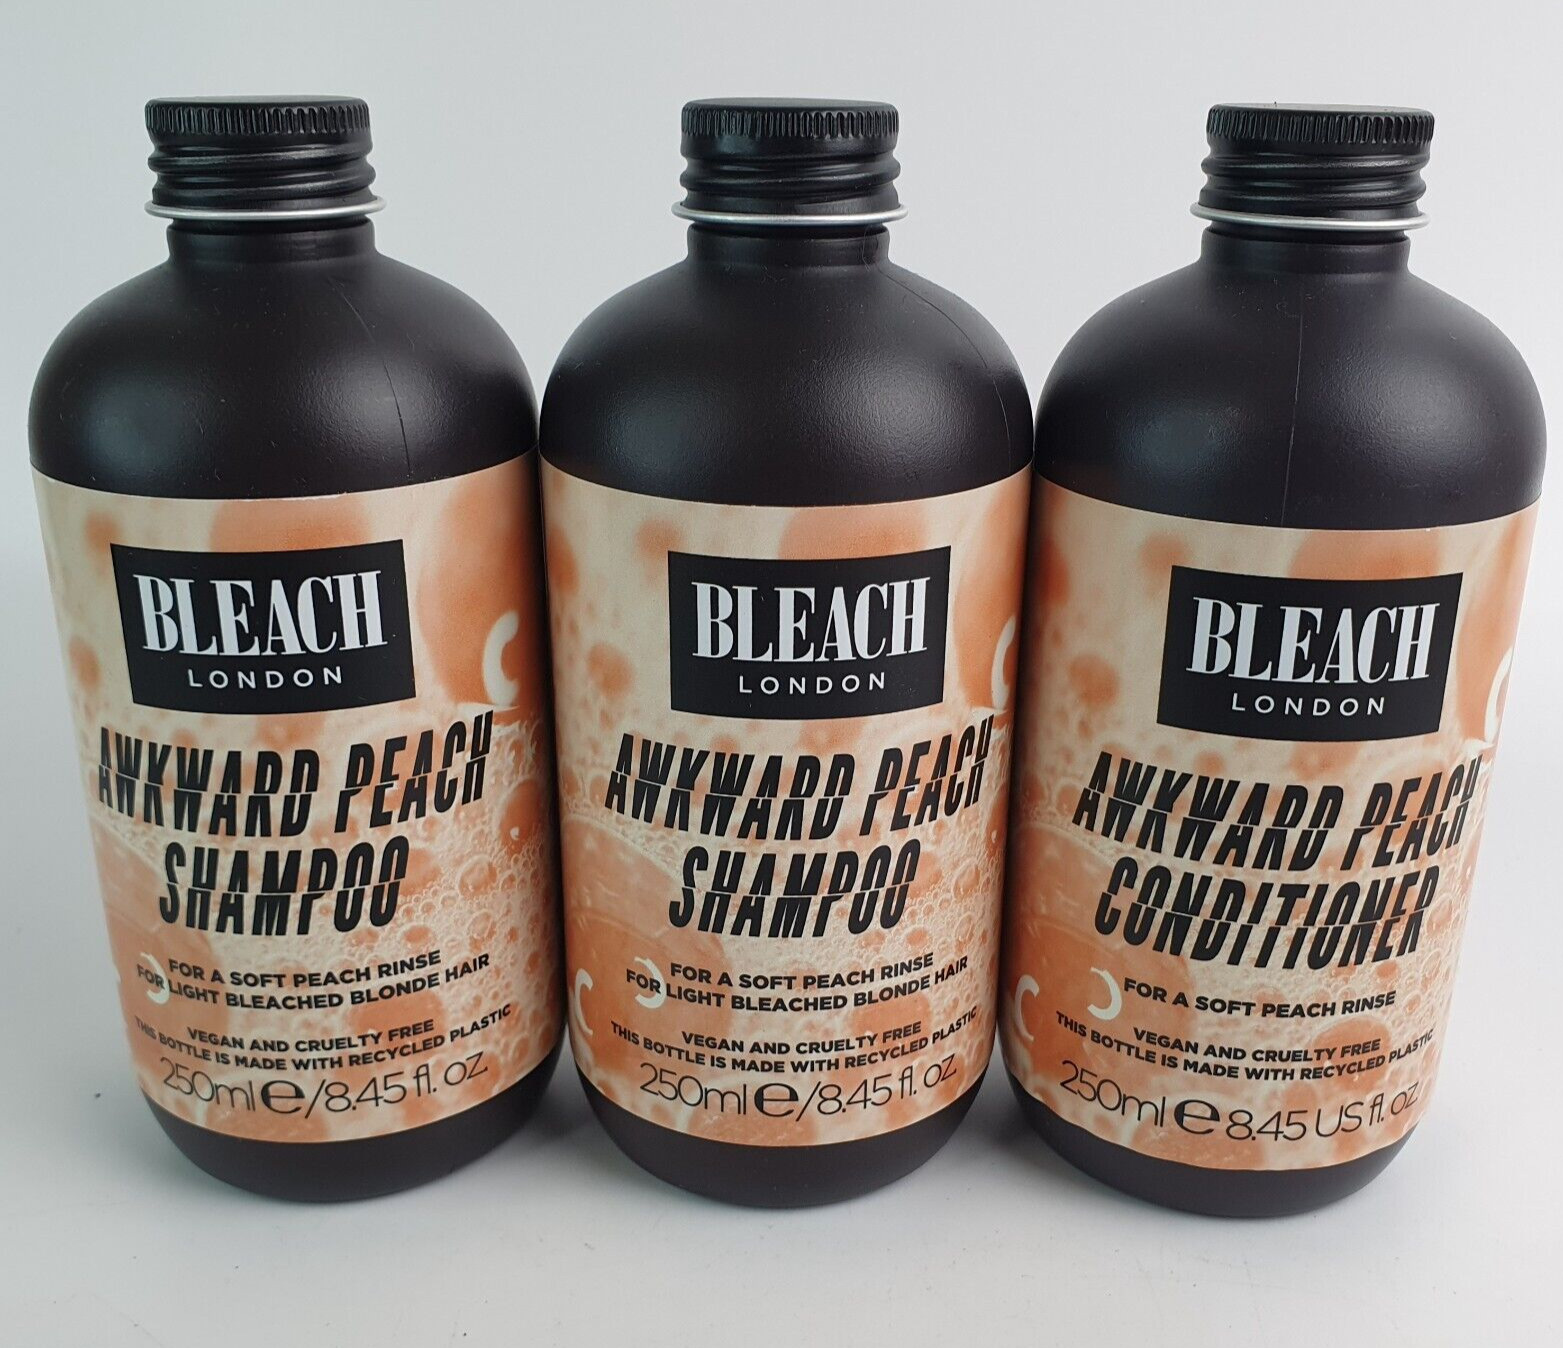 BLEACH
LONDON
AWKWARD PEACH
SHAMPOO
FOR A SOFT PEACH RINSE
FOR LIGHT BLEACHED BLONDE HAIR
VEGAN AND CRUELTY FREE
THIS BOTTLE IS MADE WITH RECYCLED PLASTIC
250ml e/8.45 fl. oz
BLEACH
LONDON
AWKWARD PEACH
SHAMPOO
FOR A SOFT PEACH RINSE
FOR LIGHT BLEACHED BLONDE HAIR
VEGAN AND CRUELTY FREE
THIS BOTTLE IS MADE WITH RECYCLED PLASTIC
250ml e/8.45 fl. oz
BLEACH
LONDON
AWKWARD PEACH
CONDITIONER
FOR A SOFT PEACH RINSE
VEGAN AND CRUELTY FREE
THIS BOTTLE IS MADE WITH RECYCLED PLASTIC
250ml e 8.45 US fl. oz